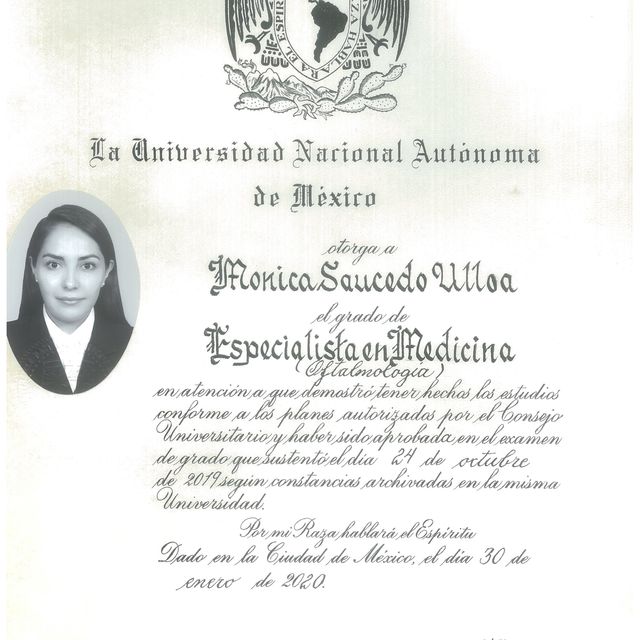 EL ESPIR
ZA HABLARA
La Universidad Nacional Autónoma
de México
otorga a
Monica Saucedo Ulloa
el grado de
Especialista en Medicina
(Oftalmología)
en atención a que demostró tener hechos los estudios
conforme a los planes autorizados por el Consejo
Universitario y haber sido aprobada en el examen
de grado que sustentó el día 24 de octubre
de 2019 según constancias archivadas en la misma
Universidad.
Por mi Raza hablará el Espíritu
Dado en la Ciudad de México, el día 30 de
enero de 2020.